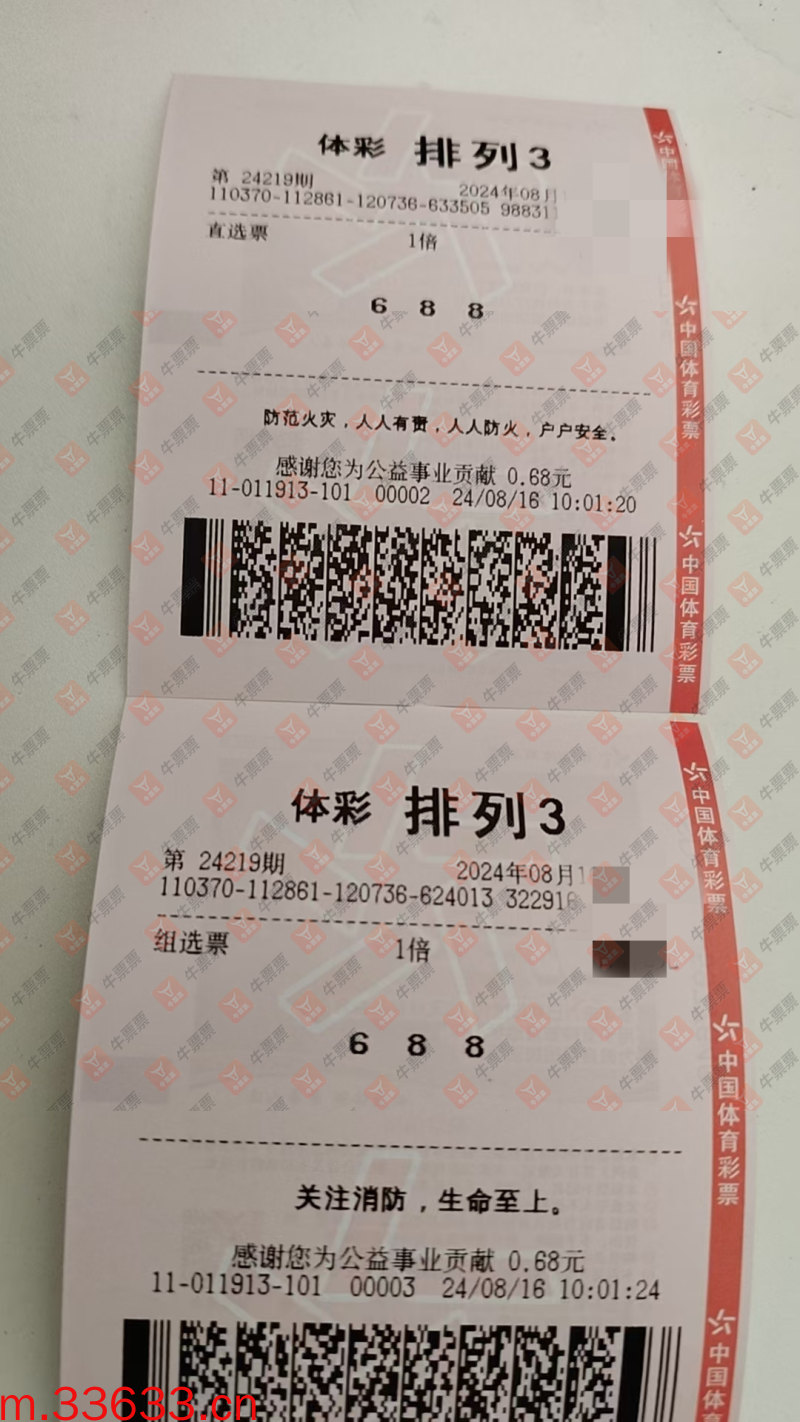 体彩 排列3
第 24219期 2024年08月1
110370-112861-120736-633505 98831
直选票 1倍
6 8 8
防范火灾，人人有责，人人防火，户户安全。
感谢您为公益事业贡献 0.68元
11-011913-101 00002 24/08/16 10:01:20
中国体育彩票
中国体育彩票
体彩 排列3
第 24219期 2024年08月1
110370-112861-120736-624013 322916
组选票 1倍
6 8 8
关注消防，生命至上。
感谢您为公益事业贡献 0.68元
11-011913-101 00003 24/08/16 10:01:24
中国体育彩票
中国体育彩票
中国体
牛票票
m.33633.cn